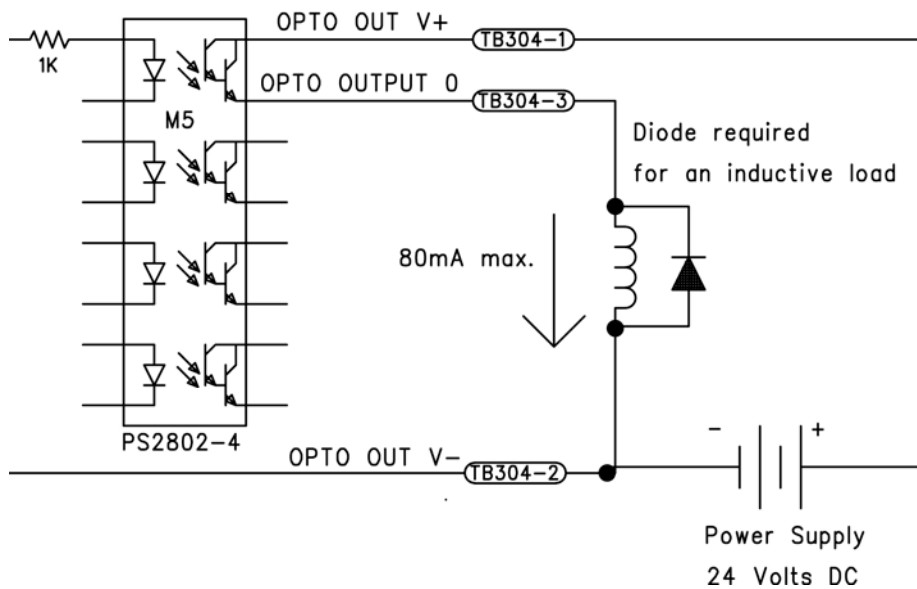 OPTO OUT V+
TB304-1
1K
OPTO OUTPUT 0
TB304-3
M5
Diode required
for an inductive load
80mA max.
PS2802-4
OPTO OUT V-
TB304-2
- +
Power Supply
24 Volts DC